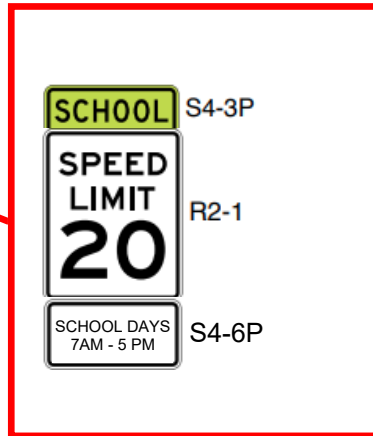 SCHOOL S4-3P
SPEED
LIMIT
20
R2-1
SCHOOL DAYS
7AM - 5 PM
S4-6P